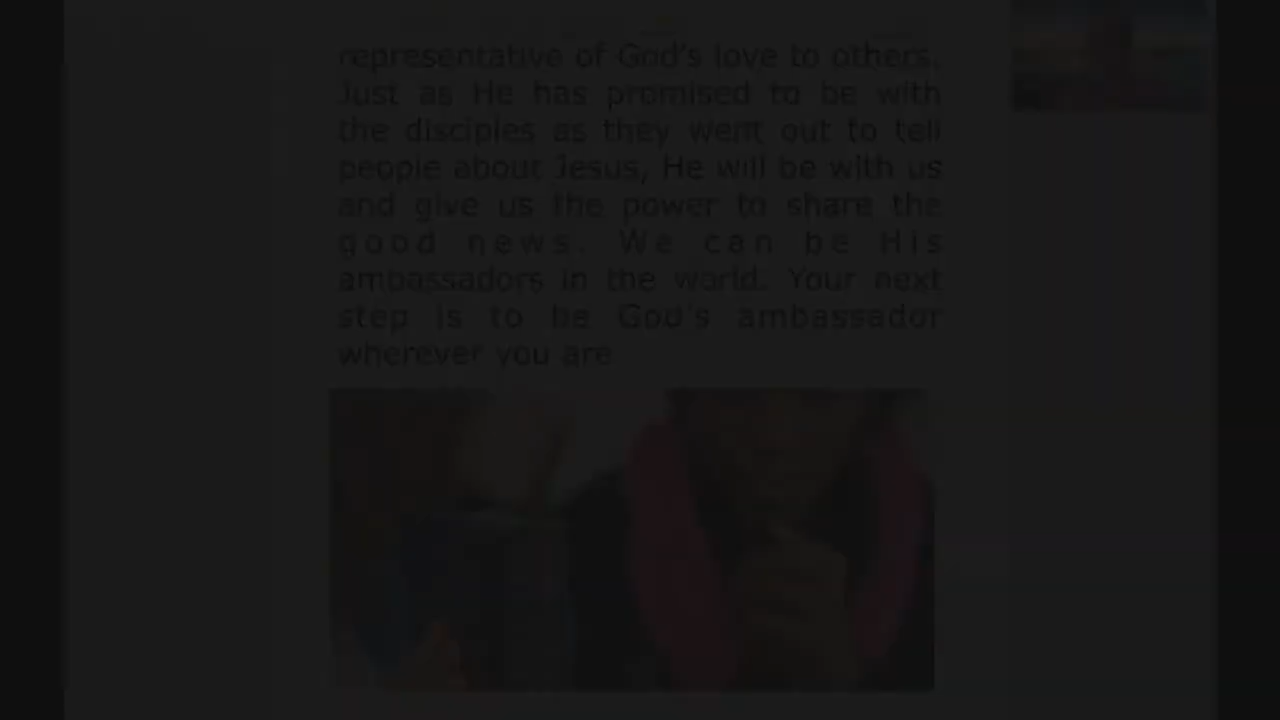 representative of God's love to others.
Just as He has promised to be with
the disciples as they went out to tell
people about Jesus, He will be with us
and give us the power to share the
good news. We can be His
ambassadors in the world. Your next
step is to be God's ambassador
wherever you are